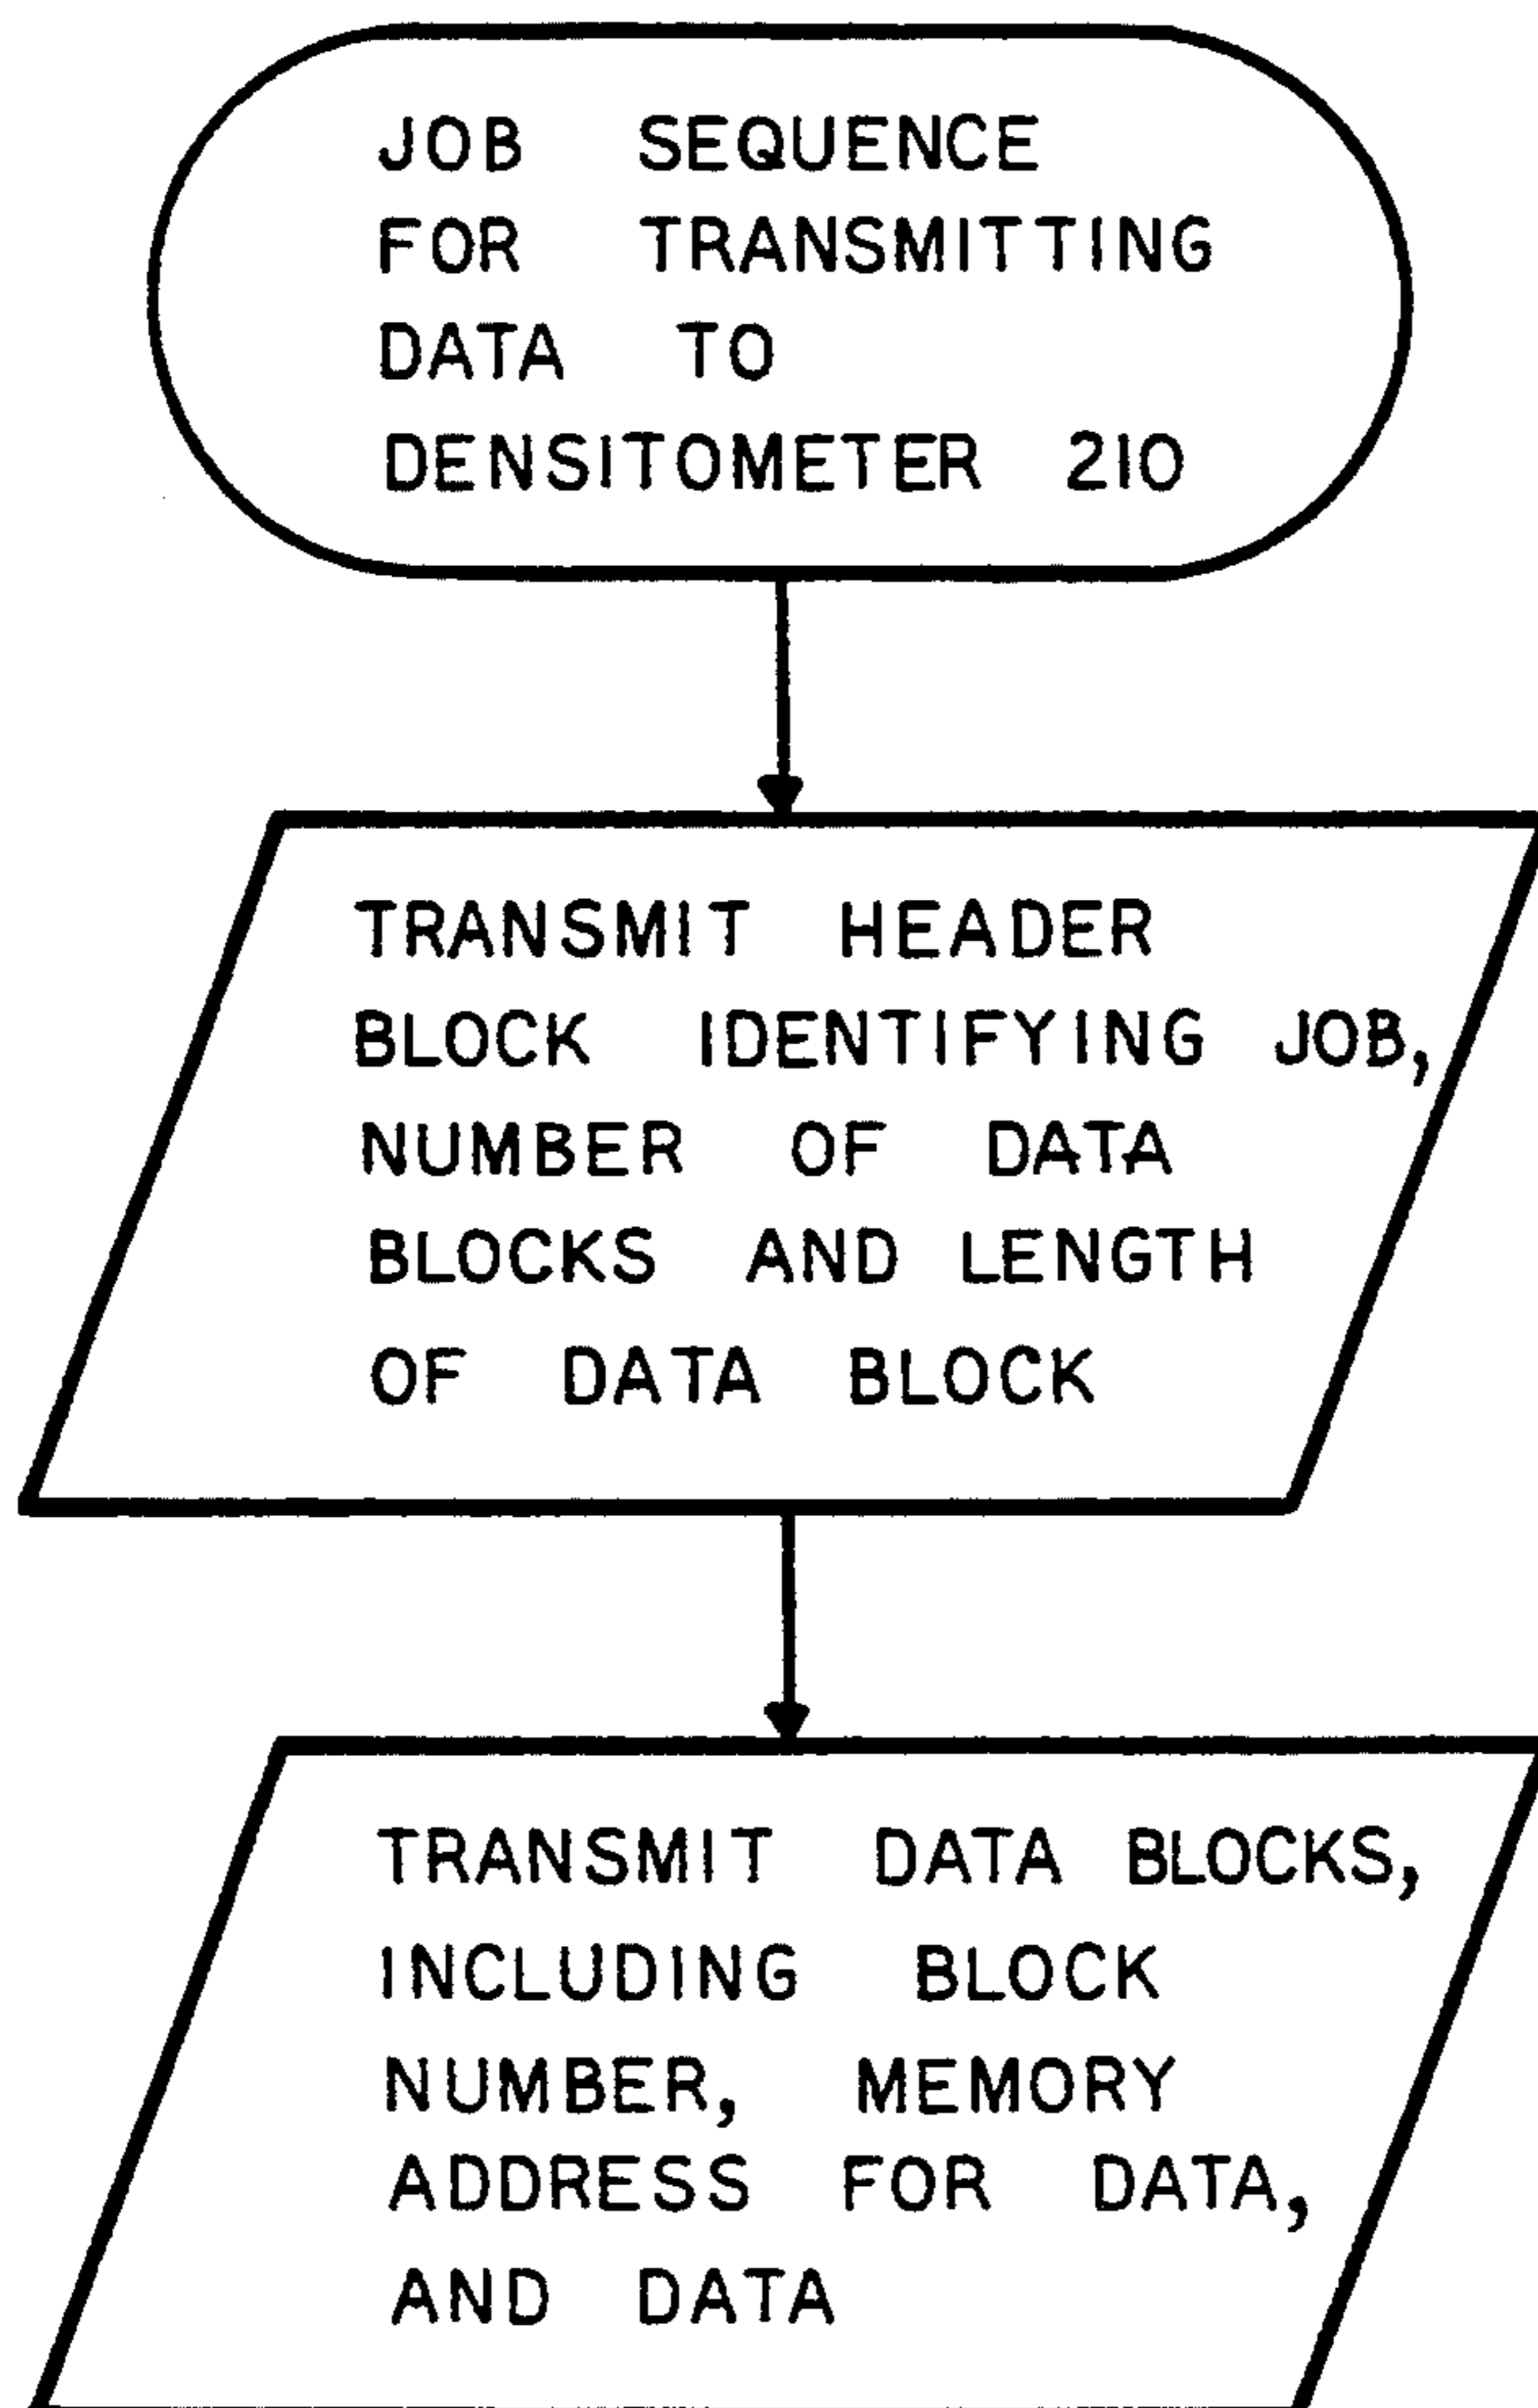 JOB SEQUENCE
FOR TRANSMITTING
DATA TO
DENSITOMETER 210
TRANSMIT HEADER
BLOCK IDENTIFYING JOB,
NUMBER OF DATA
BLOCKS AND LENGTH
OF DATA BLOCK
TRANSMIT DATA BLOCKS,
INCLUDING BLOCK
NUMBER, MEMORY
ADDRESS FOR DATA,
AND DATA